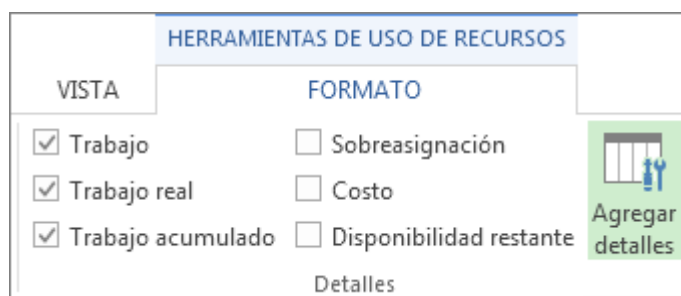 HERRAMIENTAS DE USO DE RECURSOS
VISTA
FORMATO
Trabajo
Sobreasignación
Trabajo real
Costo
Trabajo acumulado
Disponibilidad restante
Agregar
detalles
Detalles